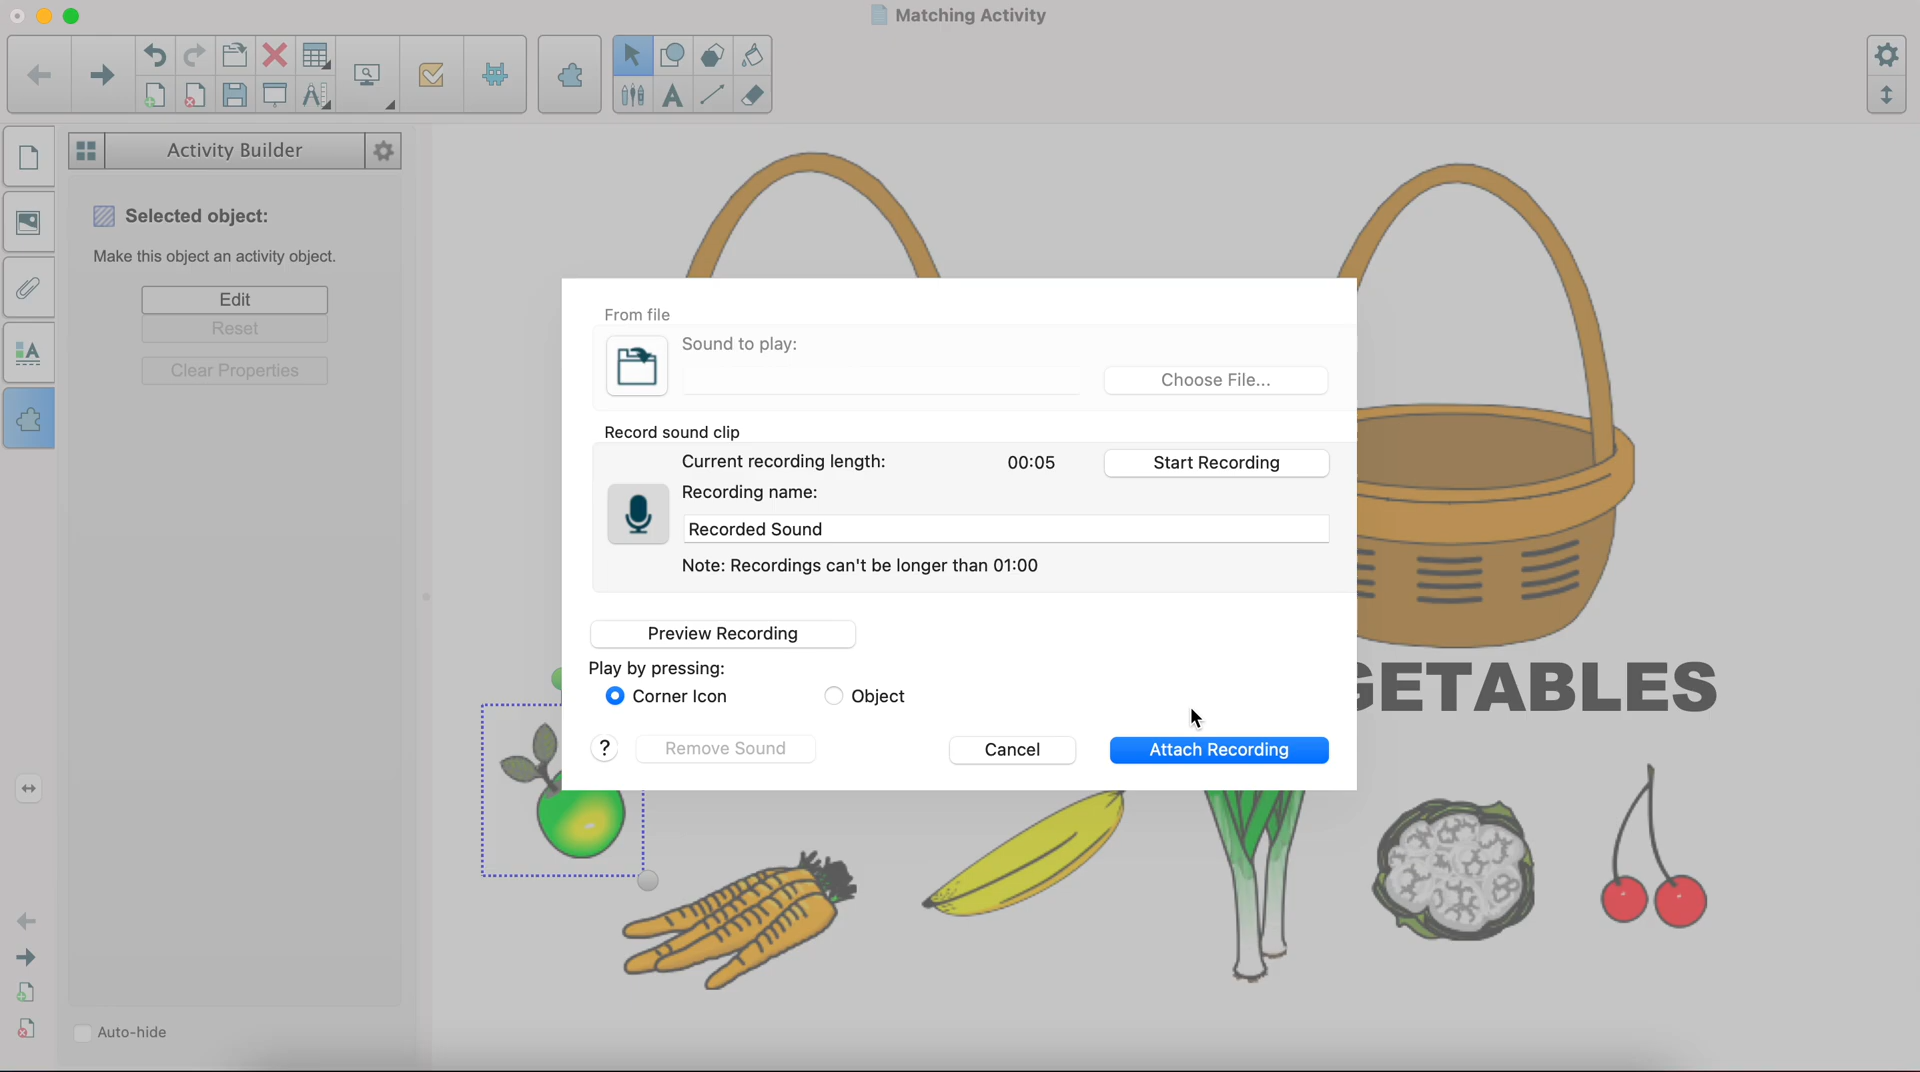 Matching Activity
Activity Builder
Selected object:
Make this object an activity object.
Edit
Reset
Clear Properties
From file
Sound to play:
Choose File...
Record sound clip
Current recording length: 00:05 Start Recording
Recording name:
Recorded Sound
Note: Recordings can't be longer than 01:00
Preview Recording
Play by pressing:
Corner Icon Object
? Remove Sound Cancel Attach Recording
GETABLES
Auto-hide